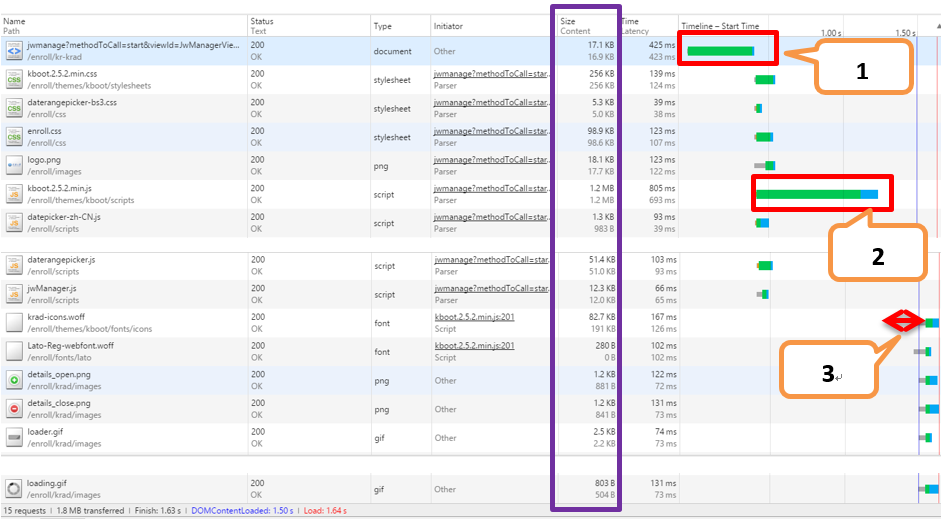 Name Status Type Initiator Size Time Timeline – Start Time
Path Text Content Latency 1.00 s 1.50 s
jwmanage?methodToCall=start&viewId=JwManagerVie... 200 document Other 17.1 KB 425 ms
/enroll/kr-krad OK 16.9 KB 423 ms
1
kboot.2.5.2.min.css 200 stylesheet jwmanage?methodToCall=star... 256 KB 139 ms
/enroll/themes/kboot/stylesheets OK Parser 256 KB 124 ms
daterangepicker-bs3.css 200 stylesheet jwmanage?methodToCall=star... 5.3 KB 39 ms
/enroll/css OK Parser 5.0 KB 38 ms
enroll.css 200 stylesheet jwmanage?methodToCall=star... 98.9 KB 123 ms
/enroll/css OK Parser 98.6 KB 107 ms
logo.png 200 png jwmanage?methodToCall=star... 18.1 KB 123 ms
/enroll/images OK Parser 17.7 KB 122 ms
kboot.2.5.2.min.js 200 script jwmanage?methodToCall=star... 1.2 MB 805 ms
/enroll/themes/kboot/scripts OK Parser 1.2 MB 693 ms
datepicker-zh-CN.js 200 script jwmanage?methodToCall=star... 1.3 KB 93 ms
/enroll/scripts OK Parser 983 B 39 ms
2
daterangepicker.js 200 script jwmanage?methodToCall=star... 51.4 KB 103 ms
/enroll/scripts OK Parser 51.0 KB 93 ms
jwManager.js 200 script jwmanage?methodToCall=star... 12.3 KB 66 ms
/enroll/scripts OK Parser 12.0 KB 65 ms
krad-icons.woff 200 font kboot.2.5.2.min.js:201 82.7 KB 167 ms
/enroll/themes/kboot/fonts/icons OK Script 191 KB 126 ms
Lato-Reg-webfont.woff 200 font kboot.2.5.2.min.js:201 280 B 102 ms
/enroll/fonts/lato OK Script 0 B 102 ms
3
details_open.png 200 png Other 1.2 KB 122 ms
/enroll/krad/images OK 881 B 72 ms
details_close.png 200 png Other 1.2 KB 131 ms
/enroll/krad/images OK 841 B 73 ms
loader.gif 200 gif Other 2.5 KB 74 ms
/enroll/krad/images OK 2.2 KB 73 ms
loading.gif 200 gif Other 803 B 131 ms
/enroll/krad/images OK 504 B 73 ms
15 requests | 1.8 MB transferred | Finish: 1.63 s | DOMContentLoaded: 1.50 s | Load: 1.64 s